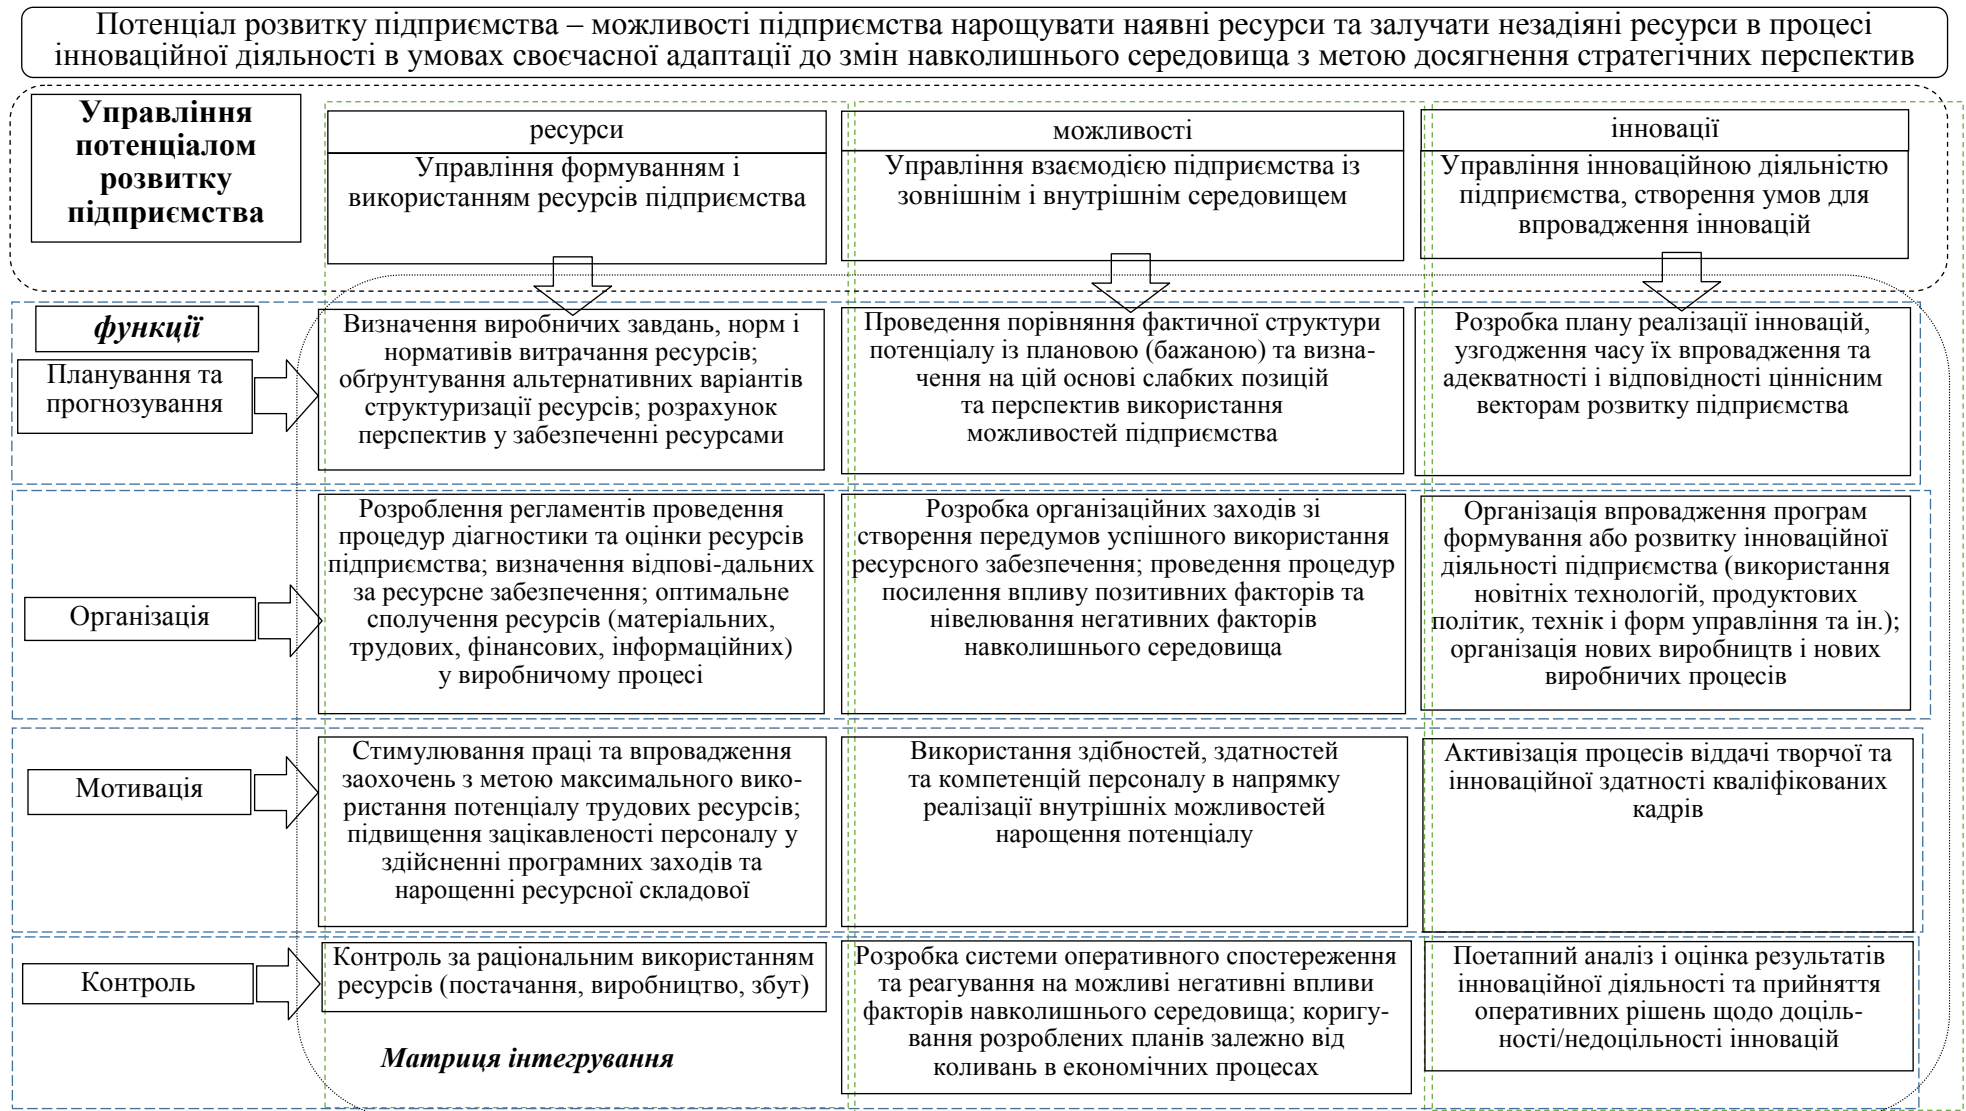 Потенціал розвитку підприємства – можливості підприємства нарощувати наявні ресурси та залучати незадіяні ресурси в процесі
інноваційної діяльності в умовах своєчасної адаптації до змін навколишнього середовища з метою досягнення стратегічних перспектив
Управління
потенціалом
розвитку
підприємства
ресурси
Управління формуванням і
використанням ресурсів підприємства
можливості
Управління взаємодією підприємства із
зовнішнім і внутрішнім середовищем
інновації
Управління інноваційною діяльністю
підприємства, створення умов для
впровадження інновацій
функції
Планування та
прогнозування
Визначення виробничих завдань, норм і
нормативів витрачання ресурсів;
обґрунтування альтернативних варіантів
структуризації ресурсів; розрахунок
перспектив у забезпеченні ресурсами
Проведення порівняння фактичної структури
потенціалу із плановою (бажаною) та визна-
чення на цій основі слабких позицій
та перспектив використання
можливостей підприємства
Розробка плану реалізації інновацій,
узгодження часу їх впровадження та
адекватності і відповідності ціннісним
векторам розвитку підприємства
Організація
Розроблення регламентів проведення
процедур діагностики та оцінки ресурсів
підприємства; визначення відпові-дальних
за ресурсне забезпечення; оптимальне
сполучення ресурсів (матеріальних,
трудових, фінансових, інформаційних)
у виробничому процесі
Розробка організаційних заходів зі
створення передумов успішного використання
ресурсного забезпечення; проведення процедур
посилення впливу позитивних факторів та
нівелювання негативних факторів
навколишнього середовища
Організація впровадження програм
формування або розвитку інноваційної
діяльності підприємства (використання
новітніх технологій, продуктових
політик, технік і форм управління та ін.);
організація нових виробництв і нових
виробничих процесів
Мотивація
Стимулювання праці та впровадження
заохочень з метою максимального вико-
ристання потенціалу трудових ресурсів;
підвищення зацікавленості персоналу у
здійсненні програмних заходів та
нарощенні ресурсної складової
Використання здібностей, здатностей
та компетенцій персоналу в напрямку
реалізації внутрішніх можливостей
нарощення потенціалу
Активізація процесів віддачі творчої та
інноваційної здатності кваліфікованих
кадрів
Контроль
Контроль за раціональним використанням
ресурсів (постачання, виробництво, збут)
Розробка системи оперативного спостереження
та реагування на можливі негативні впливи
факторів навколишнього середовища; коригу-
вання розроблених планів залежно від
коливань в економічних процесах
Поетапний аналіз і оцінка результатів
інноваційної діяльності та прийняття
оперативних рішень щодо доціль-
ності/недоцільності інновацій
Матриця інтегрування